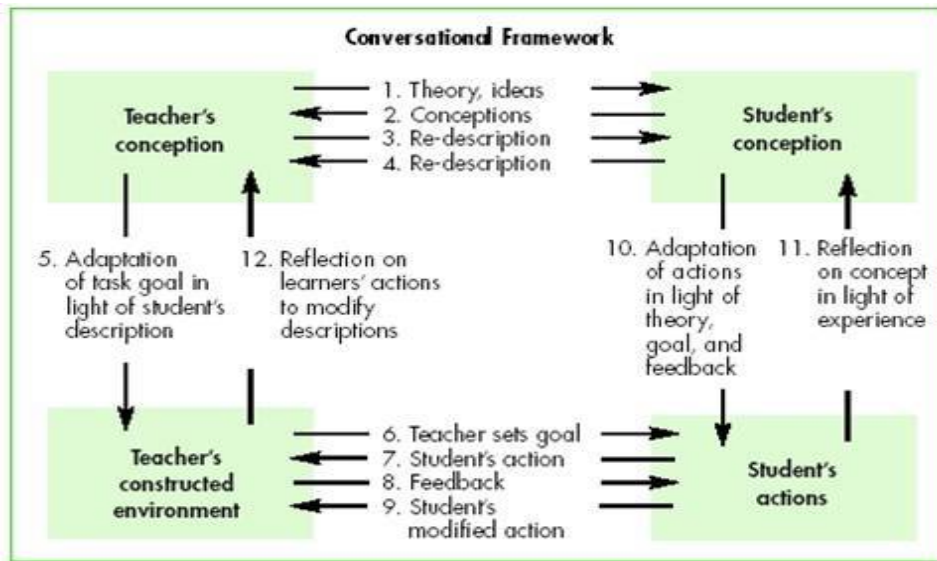 Conversational Framework
Teacher's
conception
1. Theory, ideas
2. Conceptions
3. Re-description
4. Re-description
Student's
conception
5. Adaptation
of task goal in
light of student's
description
12. Reflection on
learners' actions
to modify
descriptions
10. Adaptation
of actions
in light of
theory,
goal, and
feedback
11. Reflection
on concept
in light of
experience
Teacher's
constructed
environment
6. Teacher sets goal
7. Student's action
8. Feedback
9. Student's
modified action
Student's
actions